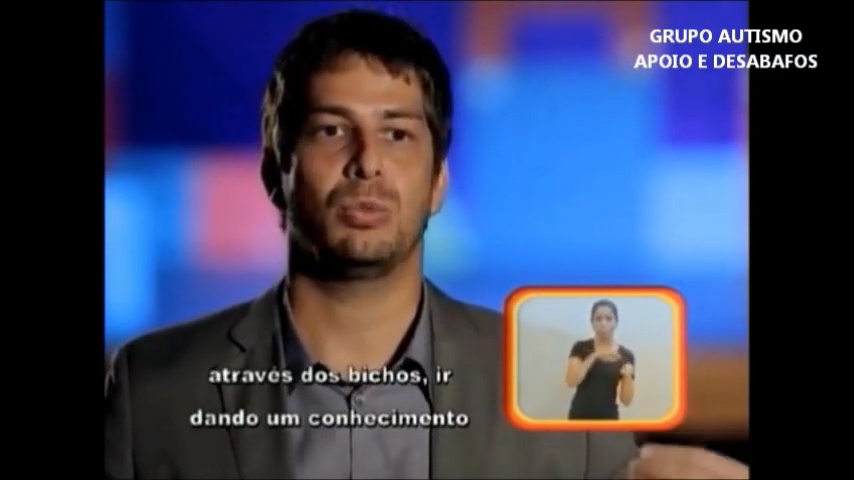 GRUPO AUTISMO
APOIO E DESABAFOS
através dos bichos, ir
dando um conhecimento